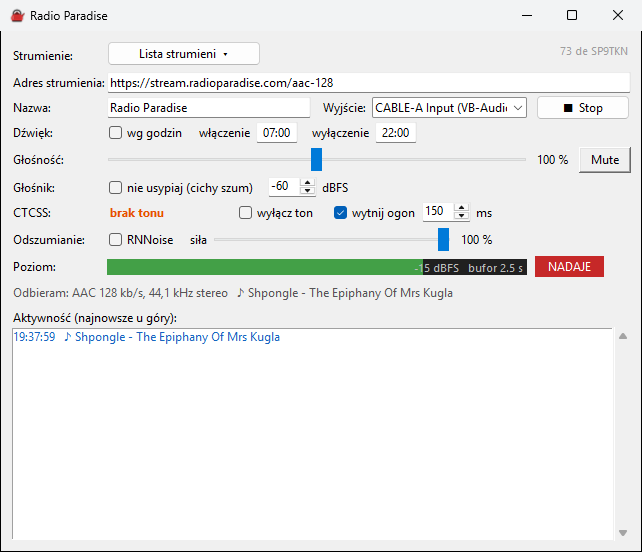 Radio Paradise
Strumienie: Lista strumieni 73 de SP9TKN
Adres strumienia: https://stream.radioparadise.com/aac-128
Nazwa: Radio Paradise Wyjście: CABLE-A Input (VB-Audio Stop
Dźwięk: wg godzin włączenie 07:00 wyłączenie 22:00
Głośność: 100 % Mute
Głośnik: nie usypiaj (cichy szum) -60 dBFS
CTCSS: brak tonu wyłącz ton wytnij ogon 150 ms
Odszumianie: RNNoise siła 100 %
Poziom: -15 dBFS bufor 2.5 s NADAJE
Odbieram: AAC 128 kb/s, 44,1 kHz stereo ♪ Shpongle - The Epiphany Of Mrs Kugla
Aktywność (najnowsze u góry):
19:37:59 ♪ Shpongle - The Epiphany Of Mrs Kugla